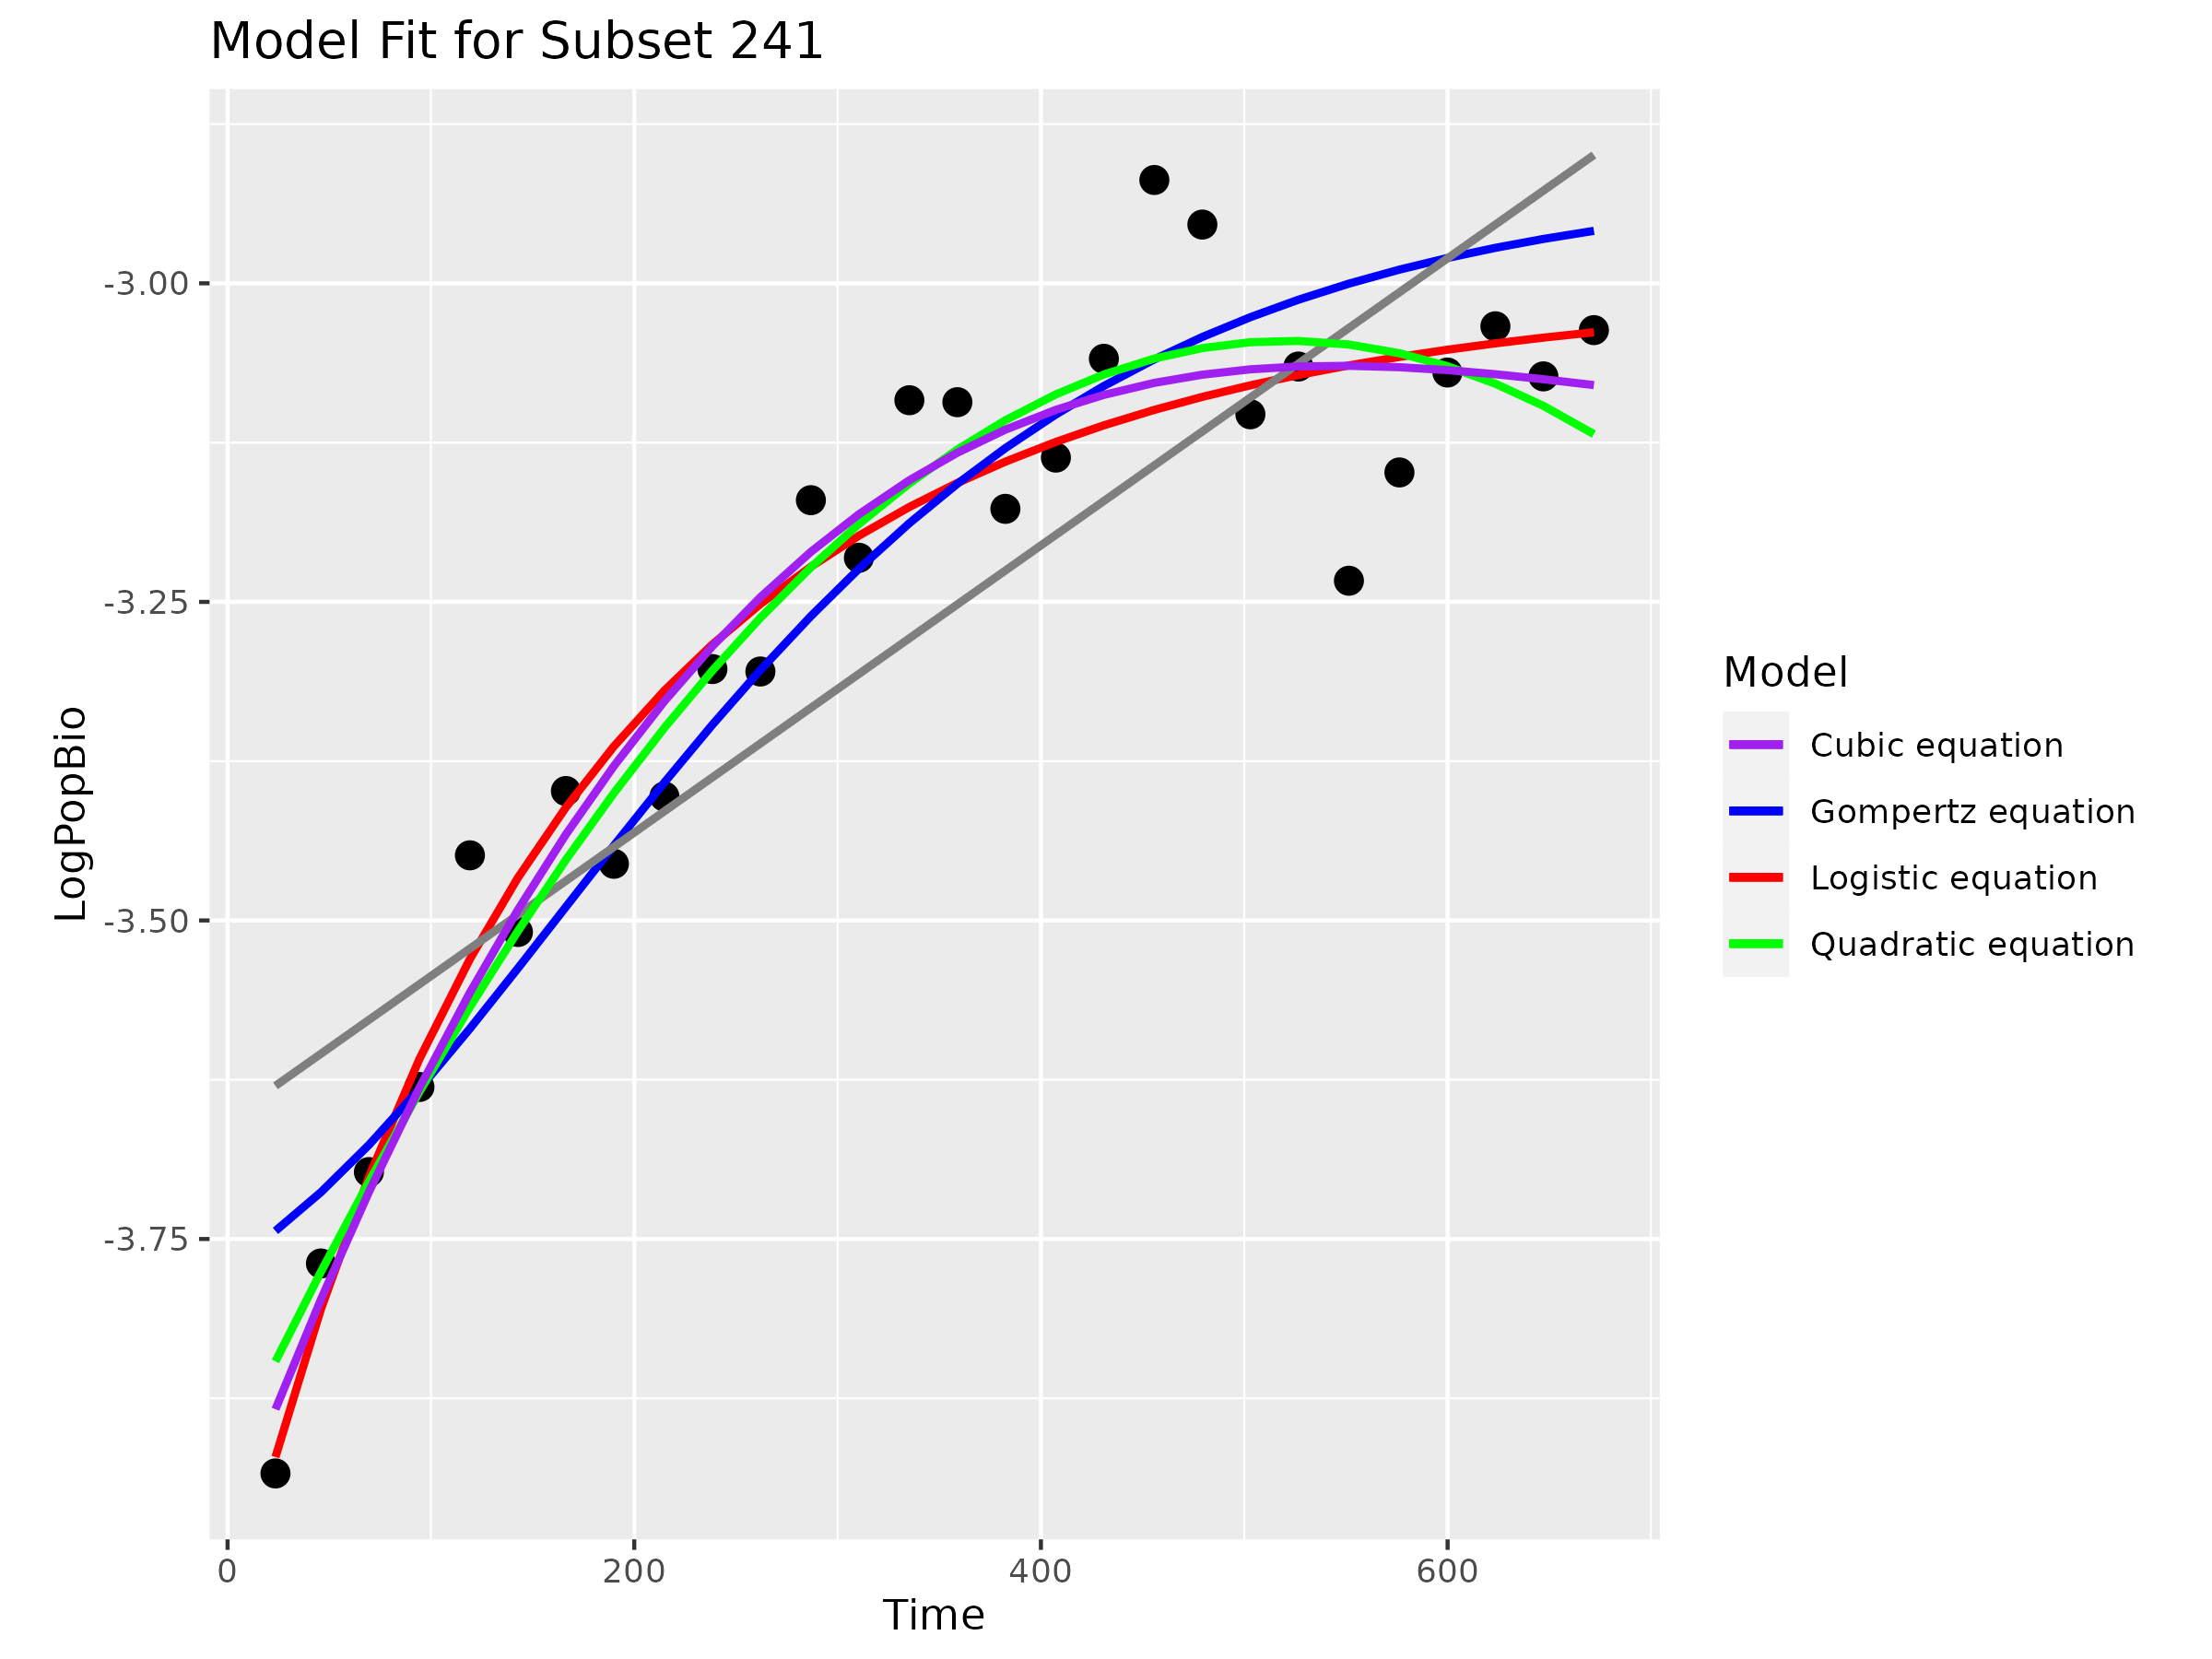 Model Fit for Subset 241
LogPopBio
-3.00
-3.25
-3.50
-3.75
0
200
400
600
Time
Model
Cubic equation
Gompertz equation
Logistic equation
Quadratic equation